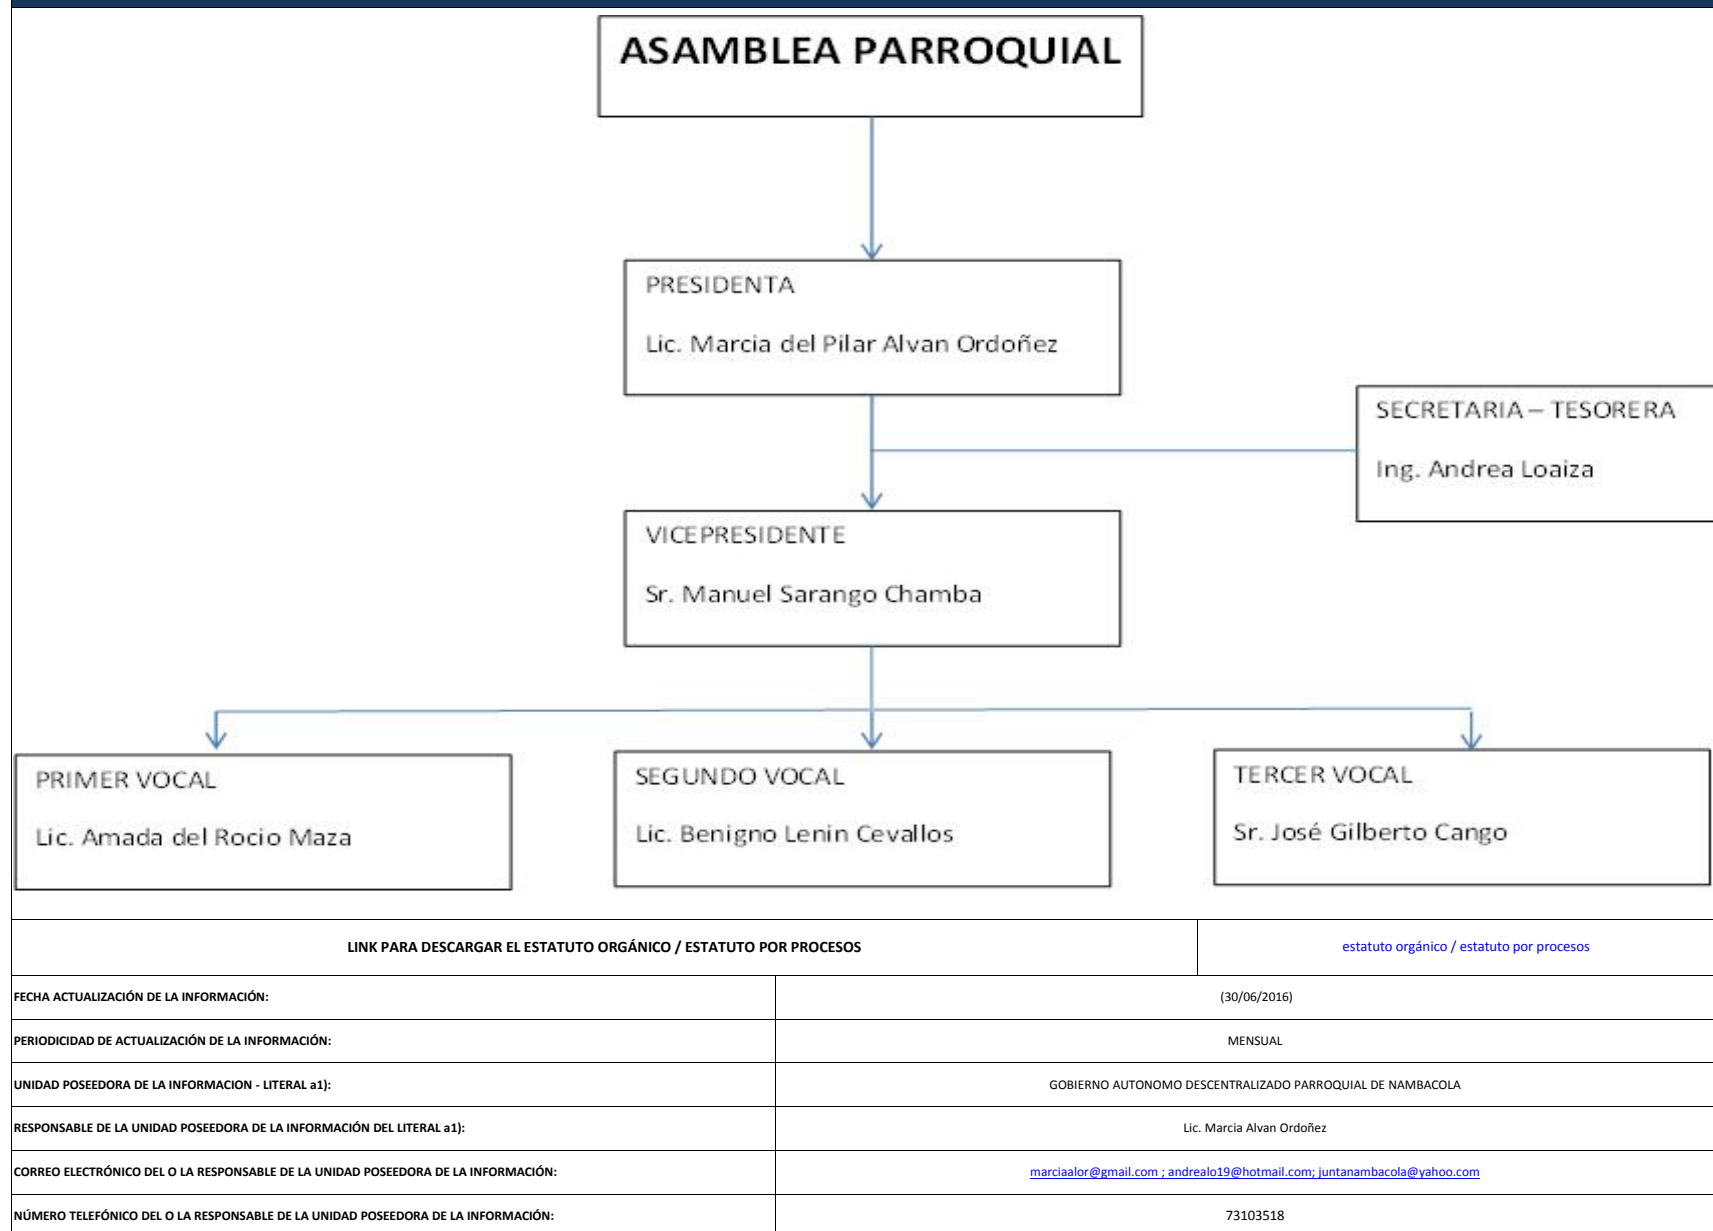 ASAMBLEA PARROQUIAL
PRESIDENTA
Lic. Marcia del Pilar Alvan Ordoñez
SECRETARIA – TESORERA
Ing. Andrea Loaiza
VICEPRESIDENTE
Sr. Manuel Sarango Chamba
PRIMER VOCAL
Lic. Amada del Rocio Maza
SEGUNDO VOCAL
Lic. Benigno Lenin Cevallos
TERCER VOCAL
Sr. José Gilberto Cango
LINK PARA DESCARGAR EL ESTATUTO ORGÁNICO / ESTATUTO POR PROCESOS
estatuto orgánico / estatuto por procesos
FECHA ACTUALIZACIÓN DE LA INFORMACIÓN:
(30/06/2016)
PERIODICIDAD DE ACTUALIZACIÓN DE LA INFORMACIÓN:
MENSUAL
UNIDAD POSEEDORA DE LA INFORMACION - LITERAL a1):
GOBIERNO AUTONOMO DESCENTRALIZADO PARROQUIAL DE NAMBACOLA
RESPONSABLE DE LA UNIDAD POSEEDORA DE LA INFORMACIÓN DEL LITERAL a1):
Lic. Marcia Alvan Ordoñez
CORREO ELECTRÓNICO DEL O LA RESPONSABLE DE LA UNIDAD POSEEDORA DE LA INFORMACIÓN:
marciaalor@gmail.com ; andrealo19@hotmail.com; juntanambacola@yahoo.com
NÚMERO TELEFÓNICO DEL O LA RESPONSABLE DE LA UNIDAD POSEEDORA DE LA INFORMACIÓN:
73103518